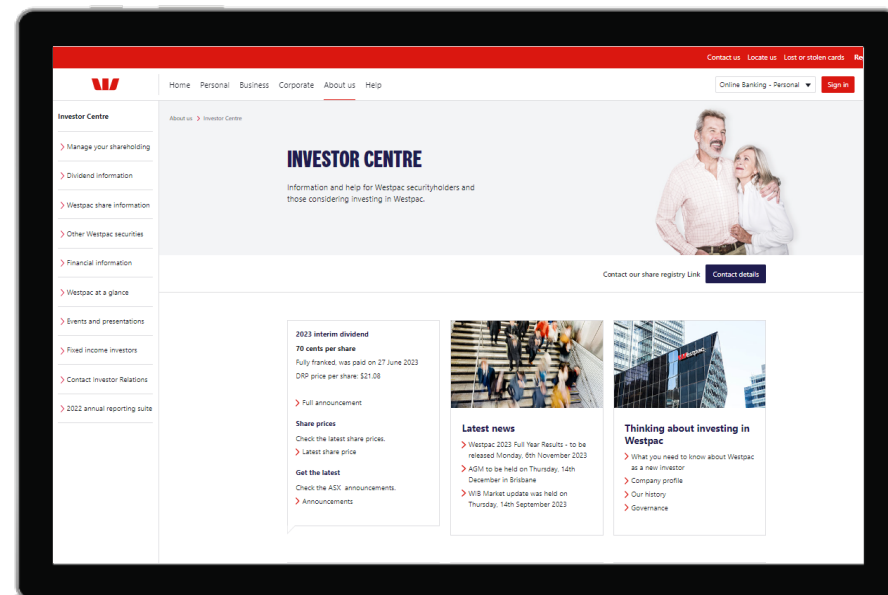 Contact us Locate us Lost or stolen cards Re
Home Personal Business Corporate About us Help
Online Banking - Personal
Sign in
Investor Centre
Manage your shareholding
Dividend information
Westpac share information
Other Westpac securities
Financial information
Westpac at a glance
Events and presentations
Fixed income investors
Contact Investor Relations
2022 annual reporting suite
About us Investor Centre
INVESTOR CENTRE
Information and help for Westpac securityholders and
those considering investing in Westpac.
Contact our share registry Link
Contact details
2023 interim dividend
70 cents per share
Fully franked, was paid on 27 June 2023
DRP price per share: $21.08
Full announcement
Share prices
Check the latest share prices.
Latest share price
Get the latest
Check the ASX announcements.
Announcements
Latest news
Westpac 2023 Full Year Results - to be
released Monday, 6th November 2023
AGM to be held on Thursday, 14th
December in Brisbane
WIB Market update was held on
Thursday, 14th September 2023
Westpac
Thinking about investing in
Westpac
What you need to know about Westpac
as a new investor
Company profile
Our history
Governance